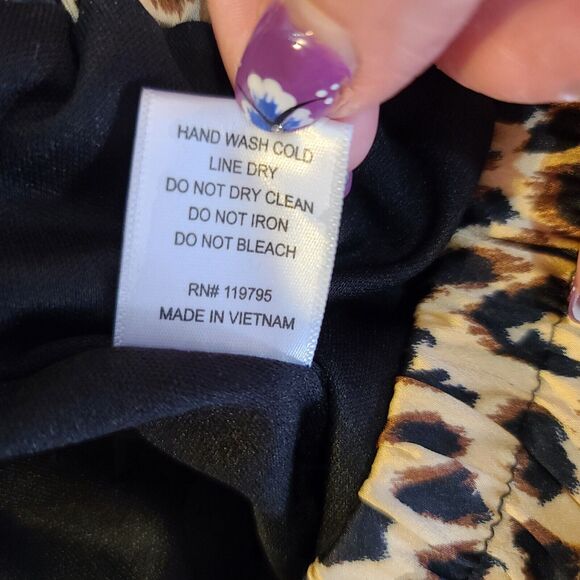 HAND WASH COLD
LINE DRY
DO NOT DRY CLEAN
DO NOT IRON
DO NOT BLEACH
RN# 119795
MADE IN VIETNAM